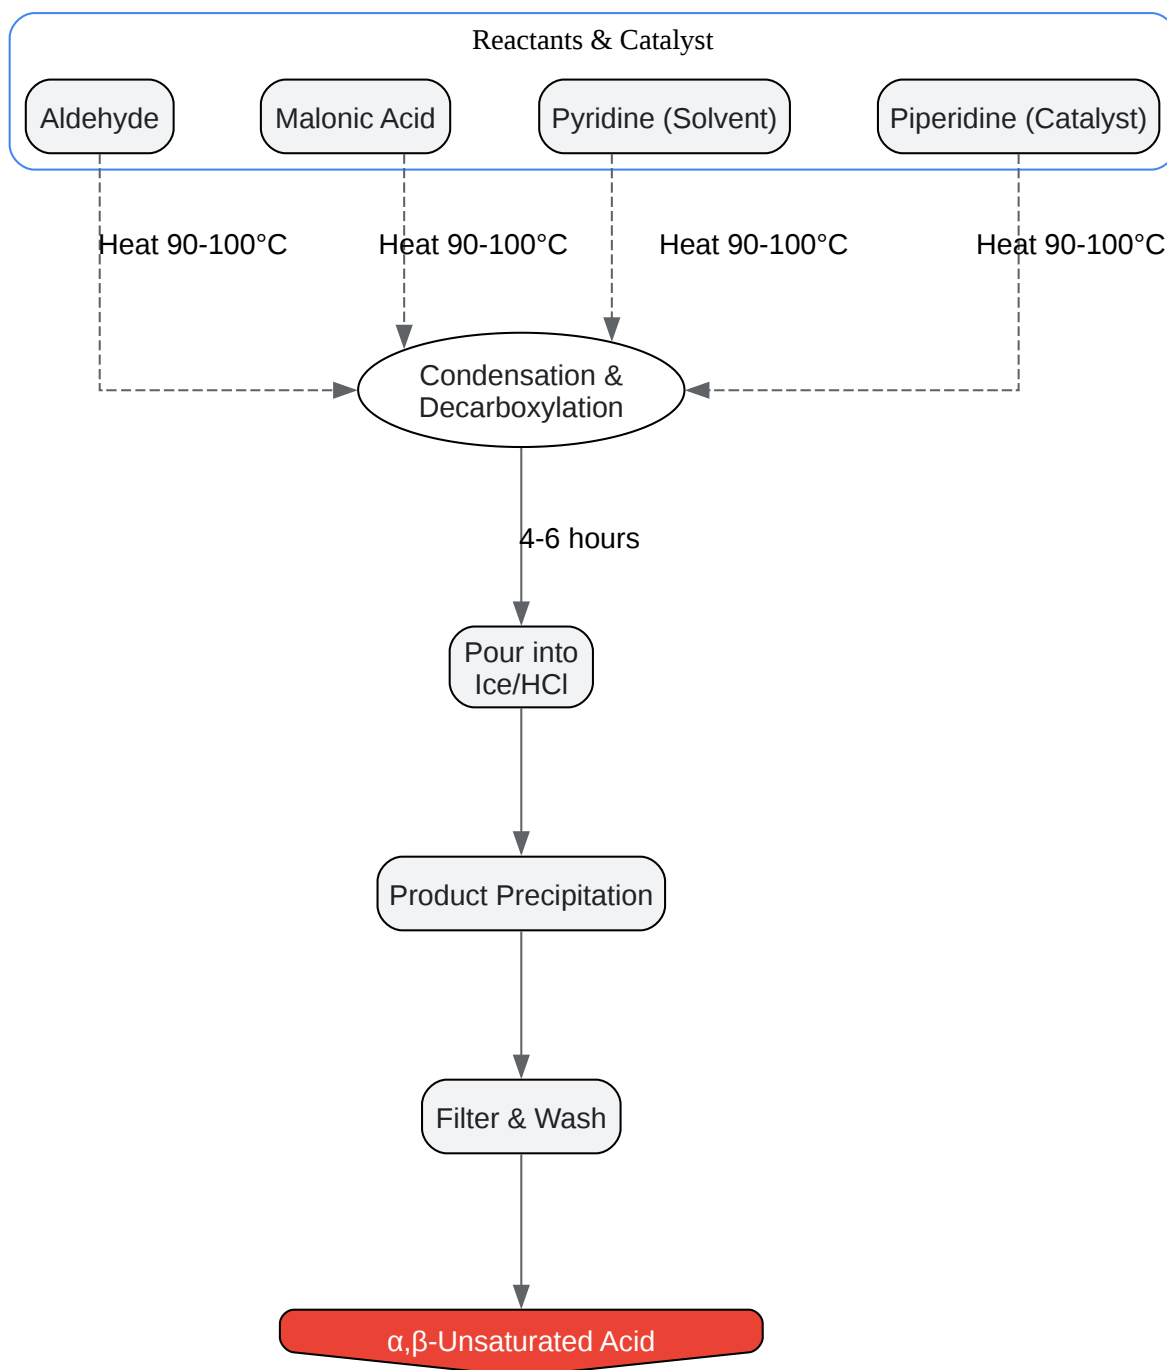 Reactants & Catalyst
Aldehyde
Malonic Acid
Pyridine (Solvent)
Piperidine (Catalyst)
Heat 90-100°C
Heat 90-100°C
Heat 90-100°C
Heat 90-100°C
Condensation &
Decarboxylation
4-6 hours
Pour into
Ice/HCl
Product Precipitation
Filter & Wash
α,β-Unsaturated Acid